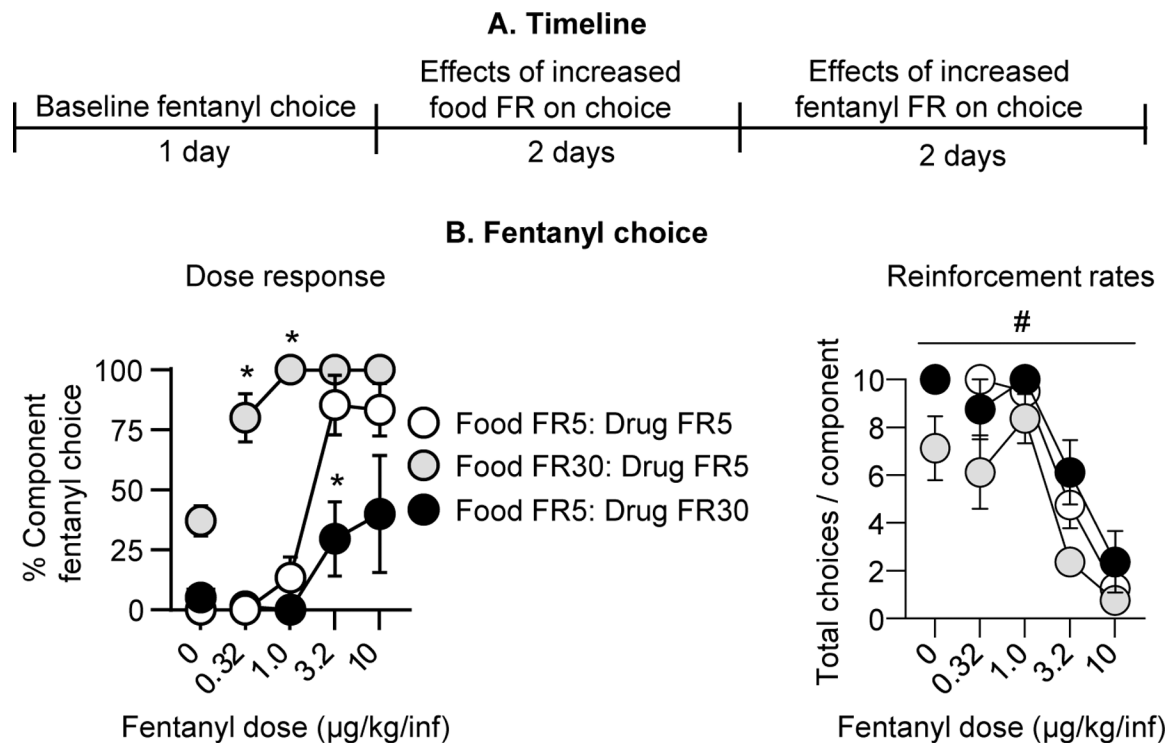 A. Timeline
Baseline fentanyl choice
Effects of increased
food FR on choice
Effects of increased
fentanyl FR on choice
1 day
2 days
2 days
B. Fentanyl choice
Dose response
% Component
fentanyl choice
100
75
50
25
0
*
*
*
0
0.32
1.0
3.2
10
Fentanyl dose (µg/kg/inf)
Food FR5: Drug FR5
Food FR30: Drug FR5
Food FR5: Drug FR30
Reinforcement rates
#
Total choices / component
10
8
6
4
2
0
0
0.32
1.0
3.2
10
Fentanyl dose (µg/kg/inf)